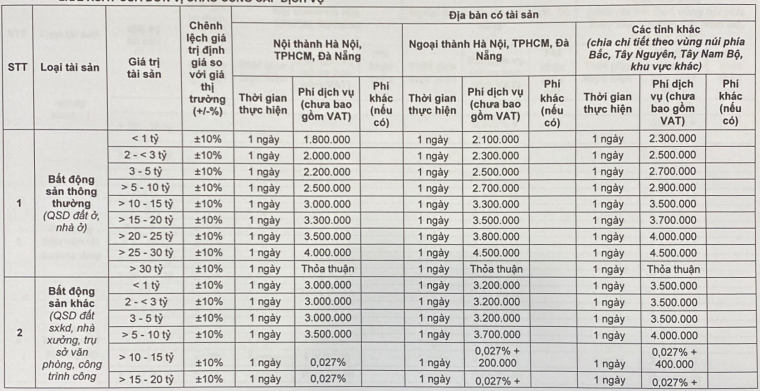 STT | Loại tài sản | Giá trị tài sản | Chênh lệch giá trị định giá so với giá thị trường (+/-%) | Địa bàn có tài sản
Nội thành Hà Nội, TPHCM, Đà Nẵng | Ngoại thành Hà Nội, TPHCM, Đà Nẵng | Các tỉnh khác (chia chi tiết theo vùng núi phía Bắc, Tây Nguyên, Tây Nam Bộ, khu vực khác)
Thời gian thực hiện | Phí dịch vụ (chưa bao gồm VAT) | Phí khác (nếu có) | Thời gian thực hiện | Phí dịch vụ (chưa bao gồm VAT) | Phí khác (nếu có) | Thời gian thực hiện | Phí dịch vụ (chưa bao gồm VAT) | Phí khác (nếu có)
1 | Bất động sản thông thường (QSD đất ở, nhà ở)
< 1 tỷ | ±10% | 1 ngày | 1.800.000 | 1 ngày | 2.100.000 | 1 ngày | 2.300.000
2 - < 3 tỷ | ±10% | 1 ngày | 2.000.000 | 1 ngày | 2.300.000 | 1 ngày | 2.500.000
3 - 5 tỷ | ±10% | 1 ngày | 2.200.000 | 1 ngày | 2.500.000 | 1 ngày | 2.700.000
> 5 - 10 tỷ | ±10% | 1 ngày | 2.500.000 | 1 ngày | 2.700.000 | 1 ngày | 2.900.000
> 10 - 15 tỷ | ±10% | 1 ngày | 3.000.000 | 1 ngày | 3.300.000 | 1 ngày | 3.500.000
> 15 - 20 tỷ | ±10% | 1 ngày | 3.300.000 | 1 ngày | 3.500.000 | 1 ngày | 3.700.000
> 20 - 25 tỷ | ±10% | 1 ngày | 3.500.000 | 1 ngày | 3.800.000 | 1 ngày | 4.000.000
> 25 - 30 tỷ | ±10% | 1 ngày | 4.000.000 | 1 ngày | 4.500.000 | 1 ngày | 4.500.000
> 30 tỷ | ±10% | 1 ngày | Thỏa thuận | 1 ngày | Thỏa thuận | 1 ngày | Thỏa thuận
2 | Bất động sản khác (QSD đất sxkd, nhà xưởng, trụ sở văn phòng, công trình công
< 1 tỷ | ±10% | 1 ngày | 3.000.000 | 1 ngày | 3.200.000 | 1 ngày | 3.500.000
2 - < 3 tỷ | ±10% | 1 ngày | 3.000.000 | 1 ngày | 3.200.000 | 1 ngày | 3.500.000
3 - 5 tỷ | ±10% | 1 ngày | 3.000.000 | 1 ngày | 3.200.000 | 1 ngày | 3.500.000
> 5 - 10 tỷ | ±10% | 1 ngày | 3.500.000 | 1 ngày | 3.700.000 | 1 ngày | 4.000.000
> 10 - 15 tỷ | ±10% | 1 ngày | 0,027% | 1 ngày | 0,027% + 200.000 | 1 ngày | 0,027% + 400.000
> 15 - 20 tỷ | ±10% | 1 ngày | 0,027% | 1 ngày | 0,027% + | 1 ngày | 0,027% +